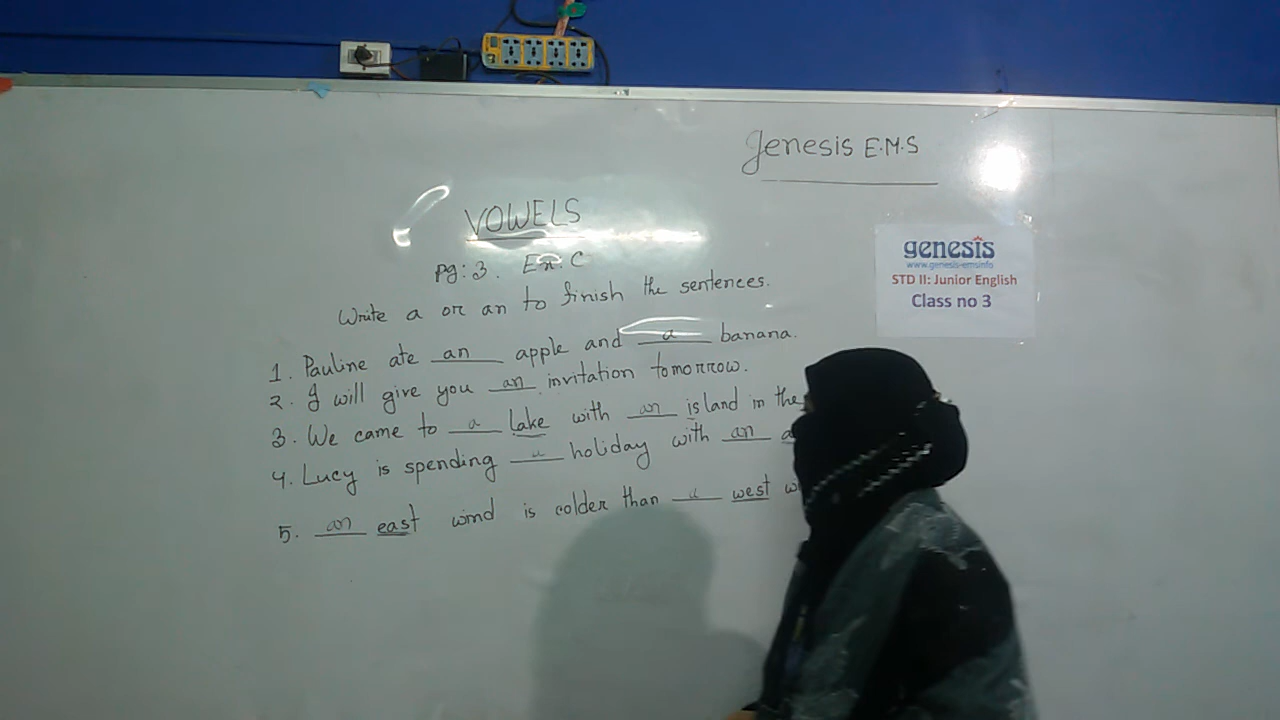 Genesis E.M.S
VOWELS
pg: 3. Ex. C
Write a or an to finish the sentences.
1. Pauline ate an apple and a banana.
2. I will give you an invitation tomorrow.
3. We came to a lake with an island in the
4. Lucy is spending a holiday with an
5. an east wind is colder than a west
genesis
www.genesis-ems.info
STD II: Junior English
Class no 3